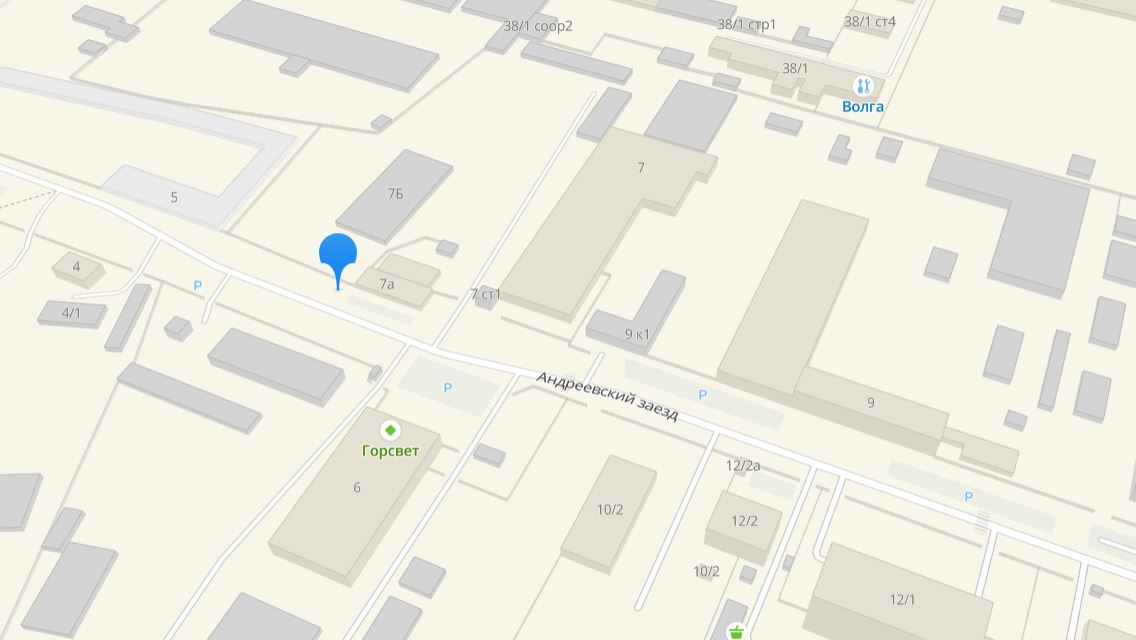 38/1 соор2
38/1 стр1
38/1 ст4
38/1
Волга
7
7Б
5
4
P
7а
7 ст1
4/1
9 к1
P
Андреевский заезд
P
9
Горсвет
6
12/2а
10/2
P
12/2
10/2
12/1